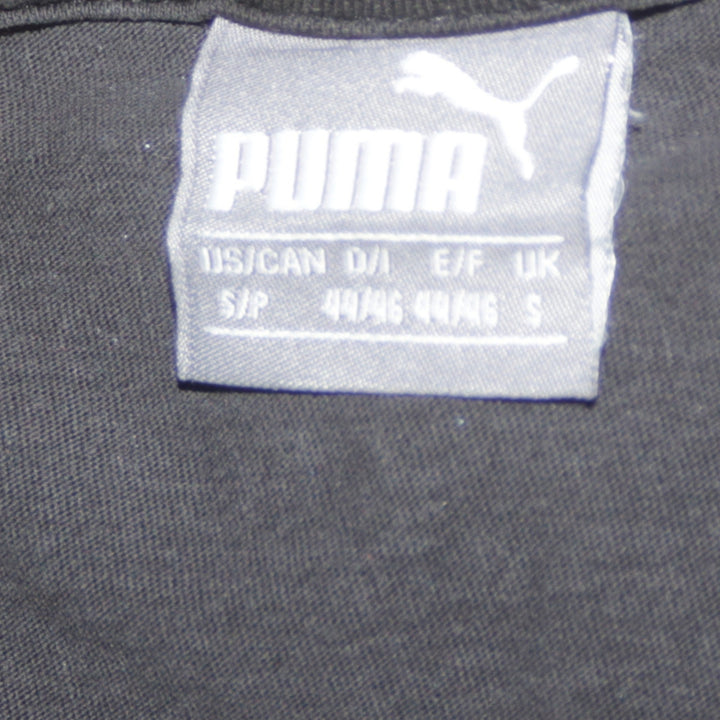 PUMA
US/CAN D/I E/F UK
S/P 44/46 44/46 S